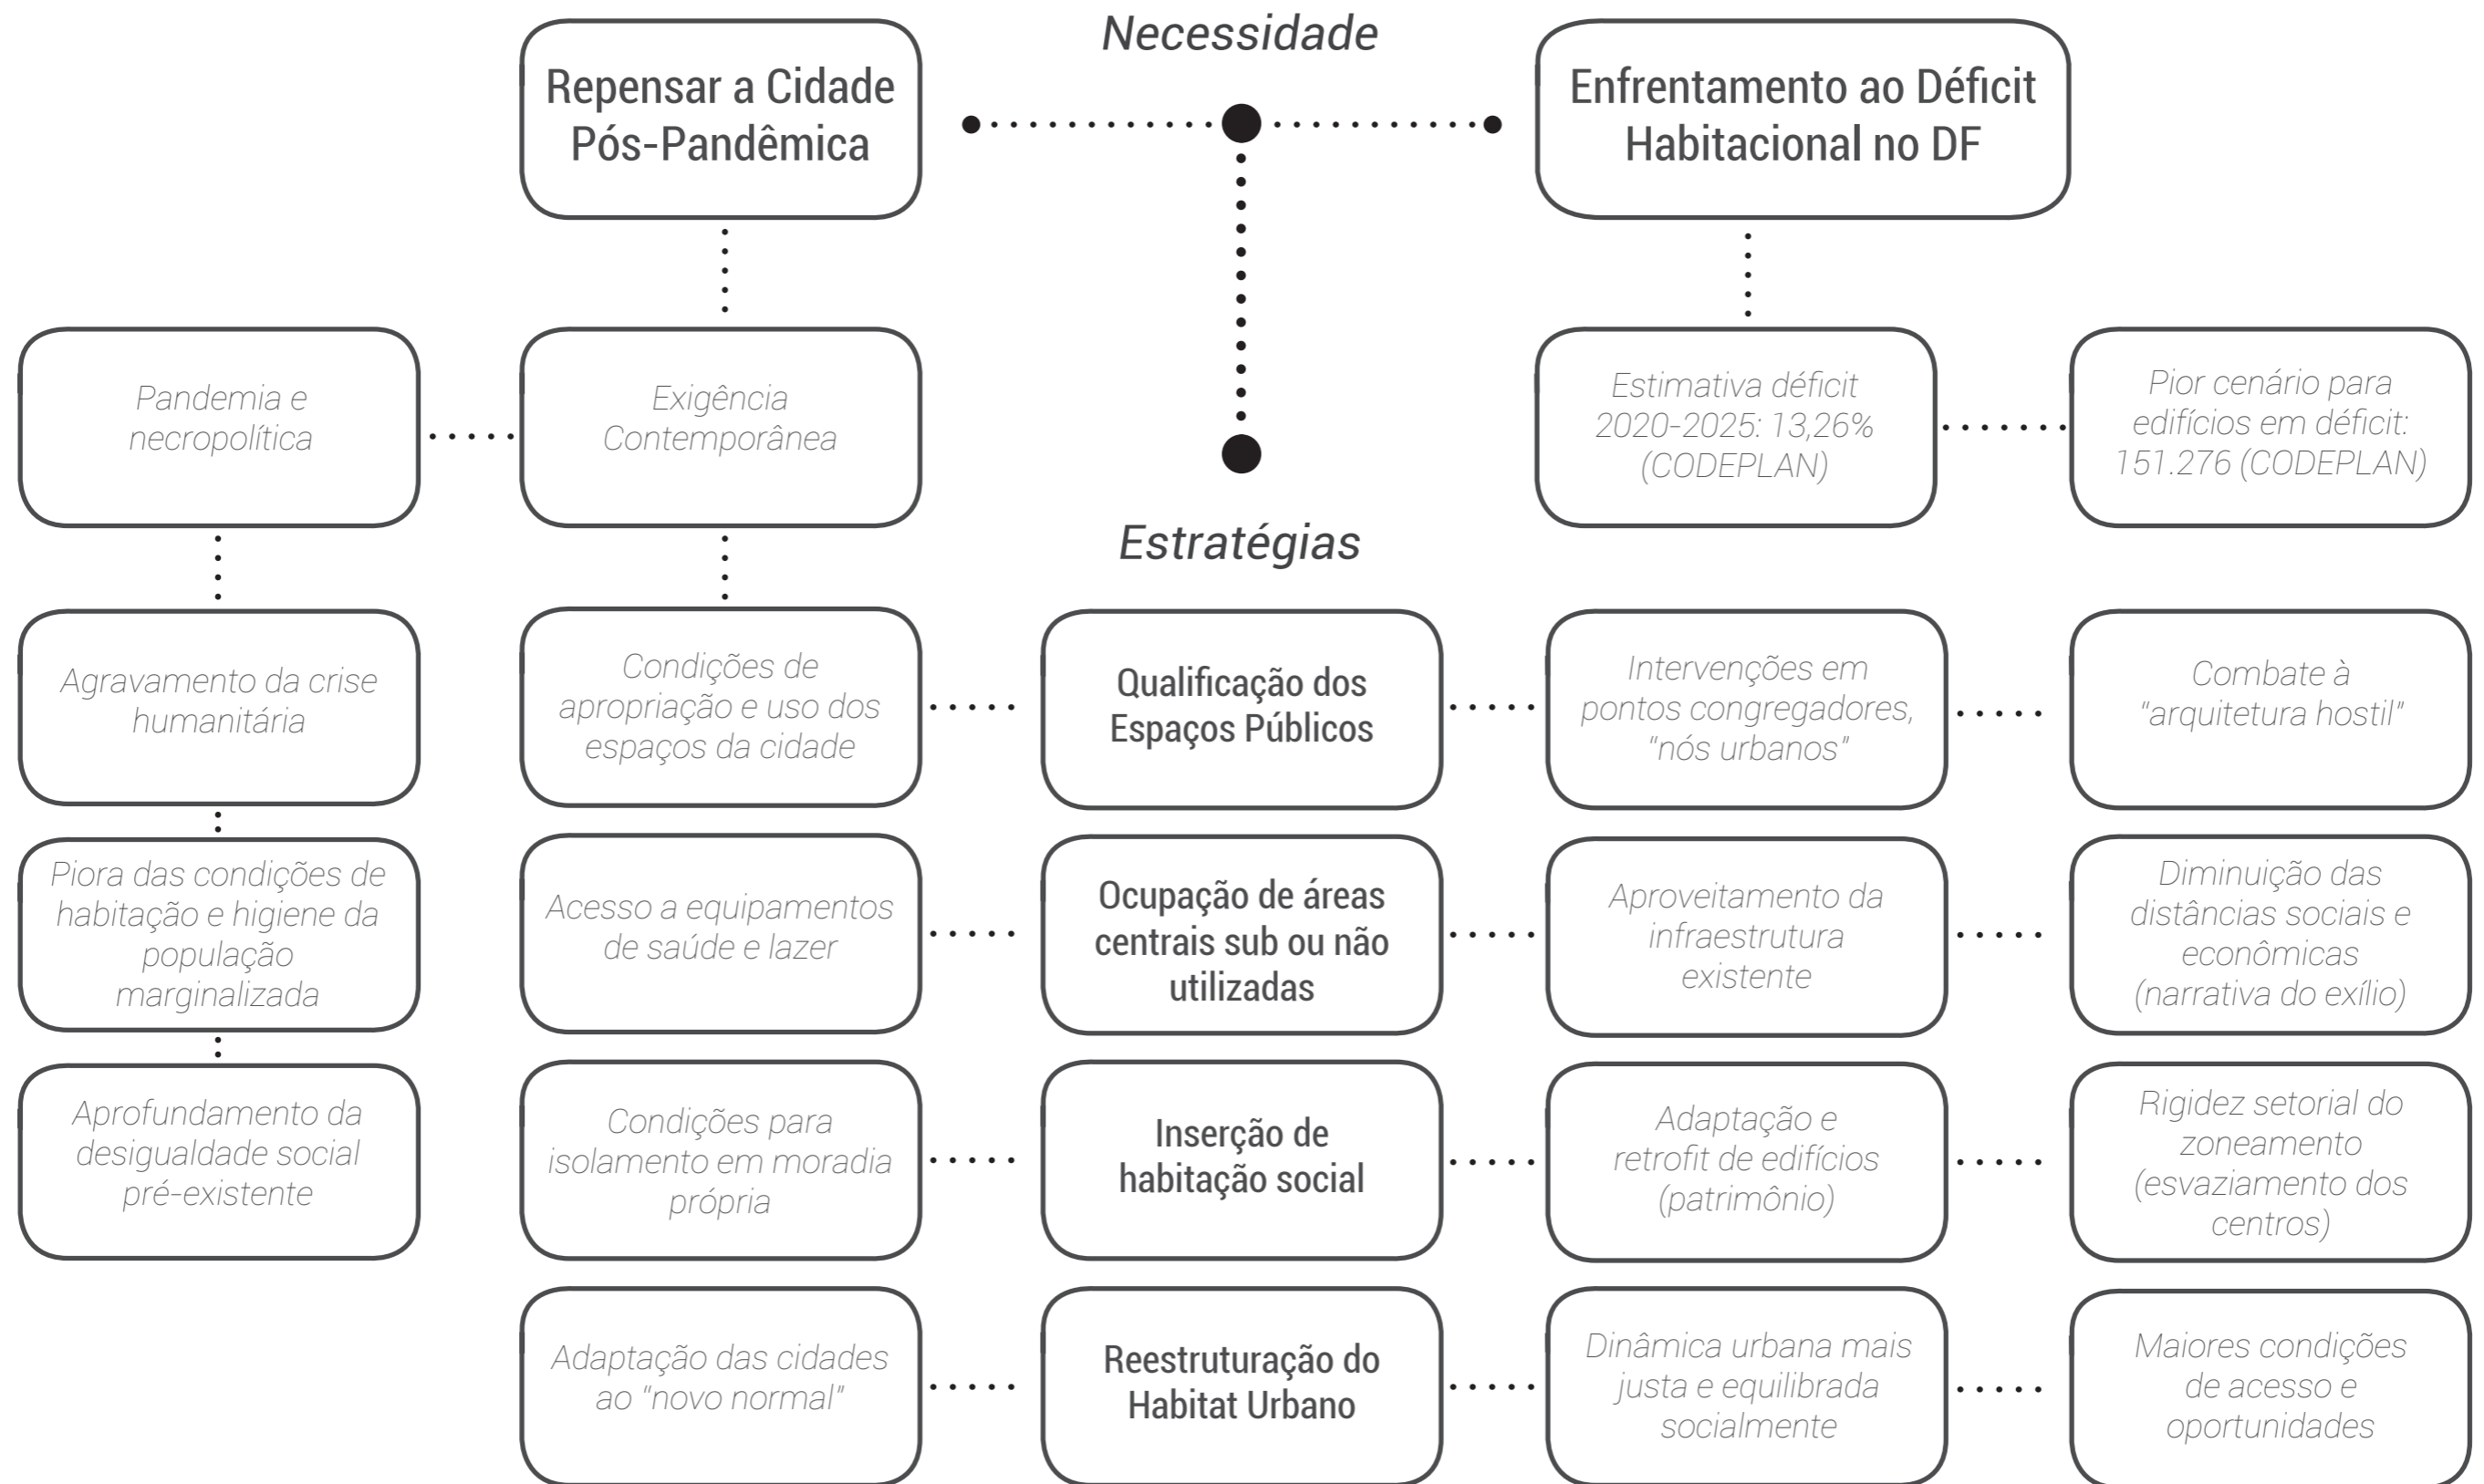 Necessidade
Repensar a Cidade
Pós-Pandêmica
Enfrentamento ao Déficit
Habitacional no DF
Pandemia e
necropolítica
Exigência
Contemporânea
Estimativa déficit
2020-2025: 13,26%
(CODEPLAN)
Pior cenário para
edifícios em déficit:
151.276 (CODEPLAN)
Estratégias
Agravamento da crise
humanitária
Condições de
apropriação e uso dos
espaços da cidade
Qualificação dos
Espaços Públicos
Intervenções em
pontos congregadores,
"nós urbanos"
Combate à
"arquitetura hostil"
Piora das condições de
habitação e higiene da
população
marginalizada
Acesso a equipamentos
de saúde e lazer
Ocupação de áreas
centrais sub ou não
utilizadas
Aproveitamento da
infraestrutura
existente
Diminuição das
distâncias sociais e
econômicas
(narrativa do exílio)
Aprofundamento da
desigualdade social
pré-existente
Condições para
isolamento em moradia
própria
Inserção de
habitação social
Adaptação e
retrofit de edifícios
(patrimônio)
Rigidez setorial do
zoneamento
(esvaziamento dos
centros)
Adaptação das cidades
ao "novo normal"
Reestruturação do
Habitat Urbano
Dinâmica urbana mais
justa e equilibrada
socialmente
Maiores condições
de acesso e
oportunidades